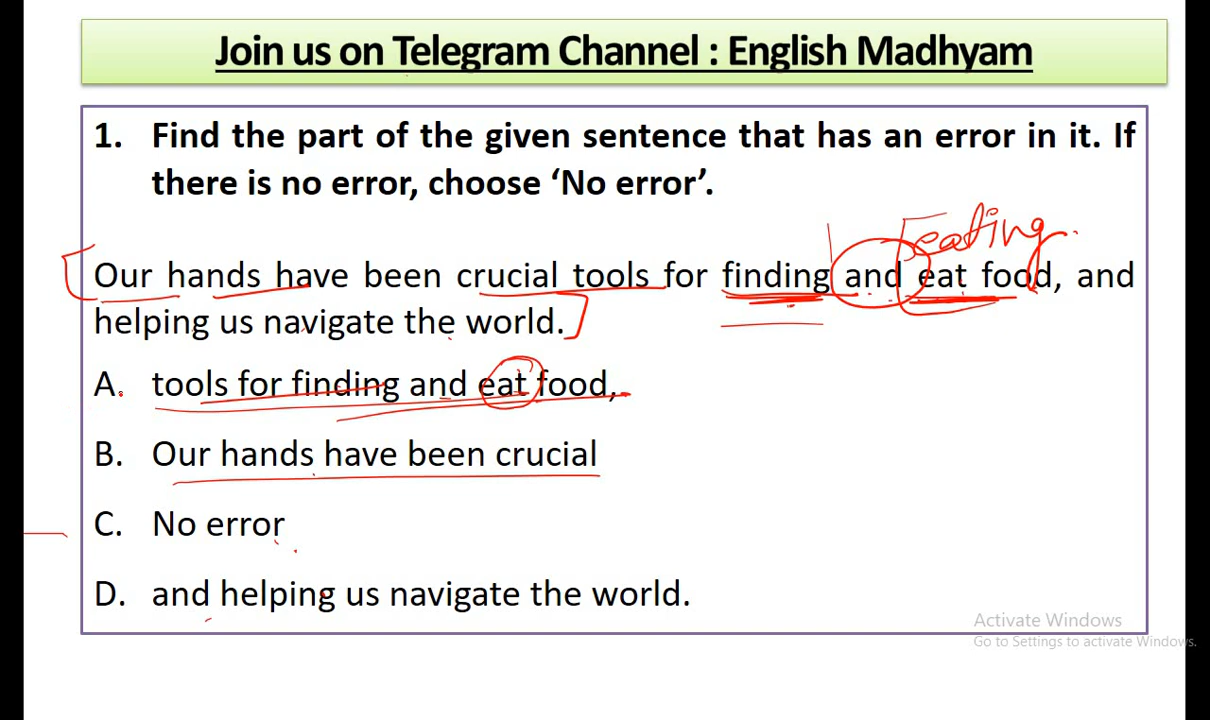 Join us on Telegram Channel : English Madhyam
1. Find the part of the given sentence that has an error in it. If
there is no error, choose ‘No error’.
eating.
Our hands have been crucial tools for finding and eat food, and
helping us navigate the world.
A. tools for finding and eat food,
B. Our hands have been crucial
C. No error
D. and helping us navigate the world.
Activate Windows
Go to Settings to activate Windows.